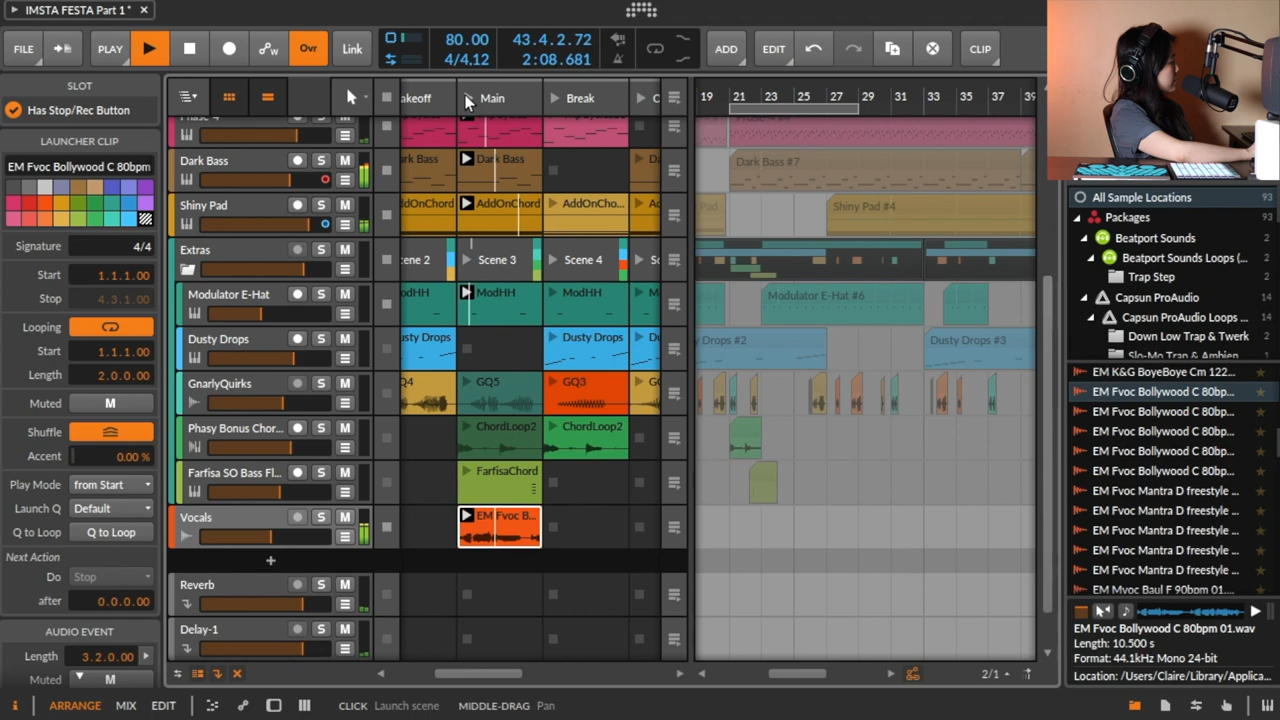 IMSTA FESTA Part 1* ×
FILE
PLAY
Ovr
Link
80.00
4/4.12
43.4.2.72
2:08.681
ADD
EDIT
CLIP
SLOT
Has Stop/Rec Button
LAUNCHER CLIP
EM Fvoc Bollywood C 80bpm
Signature 4/4
Start 1.1.1.00
Stop 4.3.1.00
Looping
Start 1.1.1.00
Length 2.0.0.00
Muted M
Shuffle
Accent 0.00 %
Play Mode from Start
Launch Q Default
Q to Loop Q to Loop
Next Action
Do Stop
after 0.0.0.00
AUDIO EVENT
Length 3.2.0.00
Muted M
akeoff Main Break
19 21 23 25 27 29 31 33 35 37 39
Dark Bass S M
ark Bass Dark Bass
Dark Bass #7
Shiny Pad S M
ddOnChord AddOnChord AddOnCho...
Pad Shiny Pad #4
Extras S M
cene 2 Scene 3 Scene 4
Modulator E-Hat S M
odHH ModHH ModHH M
Modulator E-Hat #6
Dusty Drops S M
usty Drops Dusty Drops
y Drops #2 Dusty Drops #3
GnarlyQuirks S M
Q4 GQ5 GQ3
Phasy Bonus Chor... S M
ChordLoop2 ChordLoop2
Farfisa SO Bass Fl... S M
FarfisaChord
Vocals S M
EM Fvoc B...
+
Reverb S M
Delay-1 S M
2/1
All Sample Locations 93
Packages 93
Beatport Sounds 2
Beatport Sounds Loops (... 2
Trap Step 2
Capsun ProAudio 14
Capsun ProAudio Loops ... 14
Down Low Trap & Twerk 2
Slo-Mo Trap & Ambien
EM K&G BoyeBoye Cm 122...
EM Fvoc Bollywood C 80bp...
EM Fvoc Bollywood C 80bp...
EM Fvoc Bollywood C 80bp...
EM Fvoc Bollywood C 80bp...
EM Fvoc Bollywood C 80bp...
EM Fvoc Mantra D freestyle ...
EM Fvoc Mantra D freestyle ...
EM Fvoc Mantra D freestyle ...
EM Fvoc Mantra D freestyle ...
EM Fvoc Mantra D freestyle ...
EM Mvoc Baul F 90bpm 01....
EM Fvoc Bollywood C 80bpm 01.wav
Length: 10.500 s
Format: 44.1kHz Mono 24-bit
Location: /Users/Claire/Library/Applica...
i ARRANGE MIX EDIT
CLICK Launch scene MIDDLE-DRAG Pan